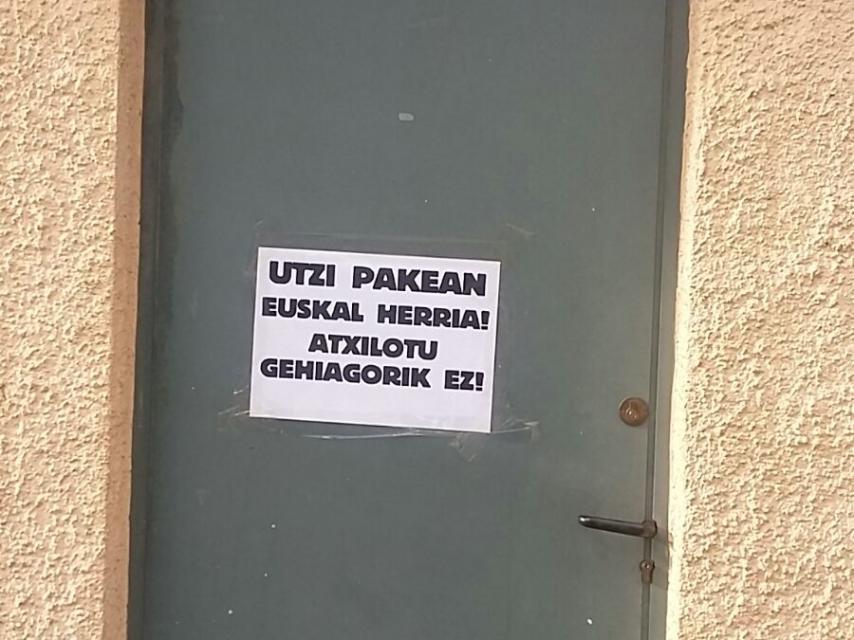 UTZI PAKEAN
EUSKAL HERRIA!
ATXILOTU
GEHIAGORIK EZ!